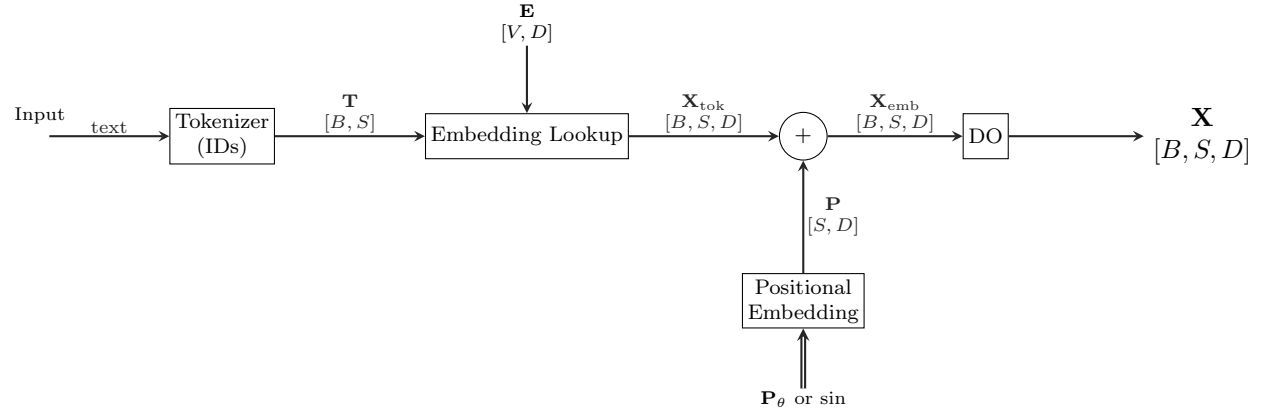 E
[V, D]
Input
text
Tokenizer
(IDs)
T
[B, S]
Embedding Lookup
X_tok
[B, S, D]
+
X_emb
[B, S, D]
DO
X
[B, S, D]
P
[S, D]
Positional
Embedding
P_θ or sin